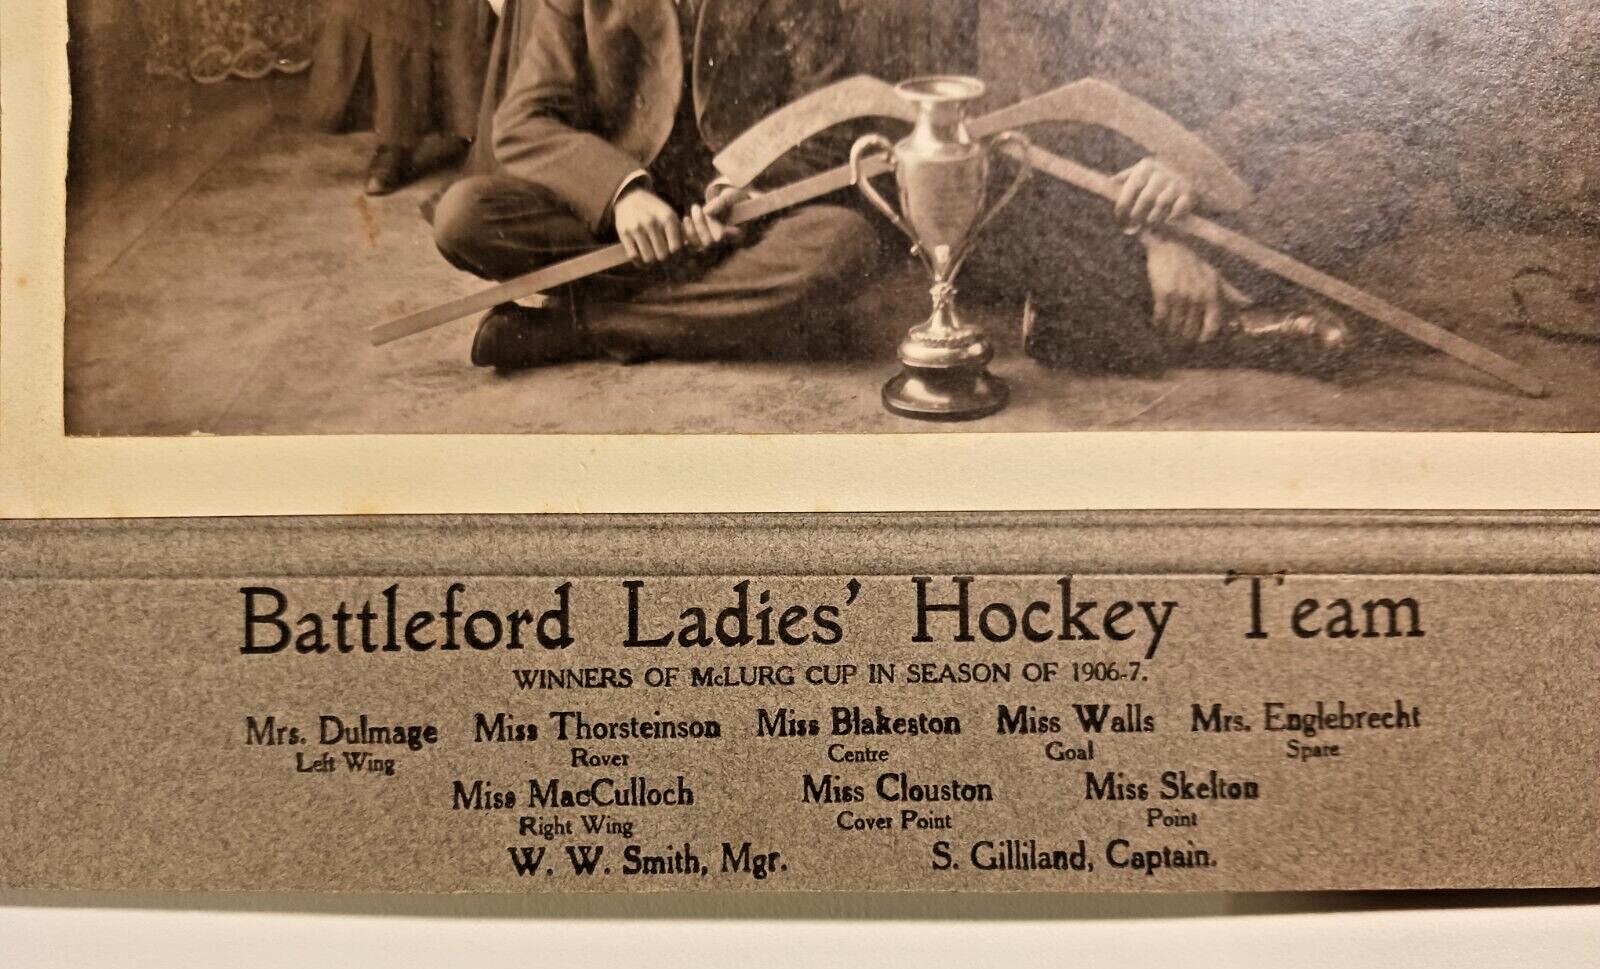 Battleford Ladies' Hockey Team
WINNERS OF McLURG CUP IN SEASON OF 1906-7.
Mrs. Dulmage Miss Thorsteinson Miss Blakeston Miss Walls Mrs. Englebrecht
Left Wing Rover Centre Goal Spare
Miss MacCulloch Miss Clouston Miss Skelton
Right Wing Cover Point Point
W. W. Smith, Mgr. S. Gilliland, Captain.